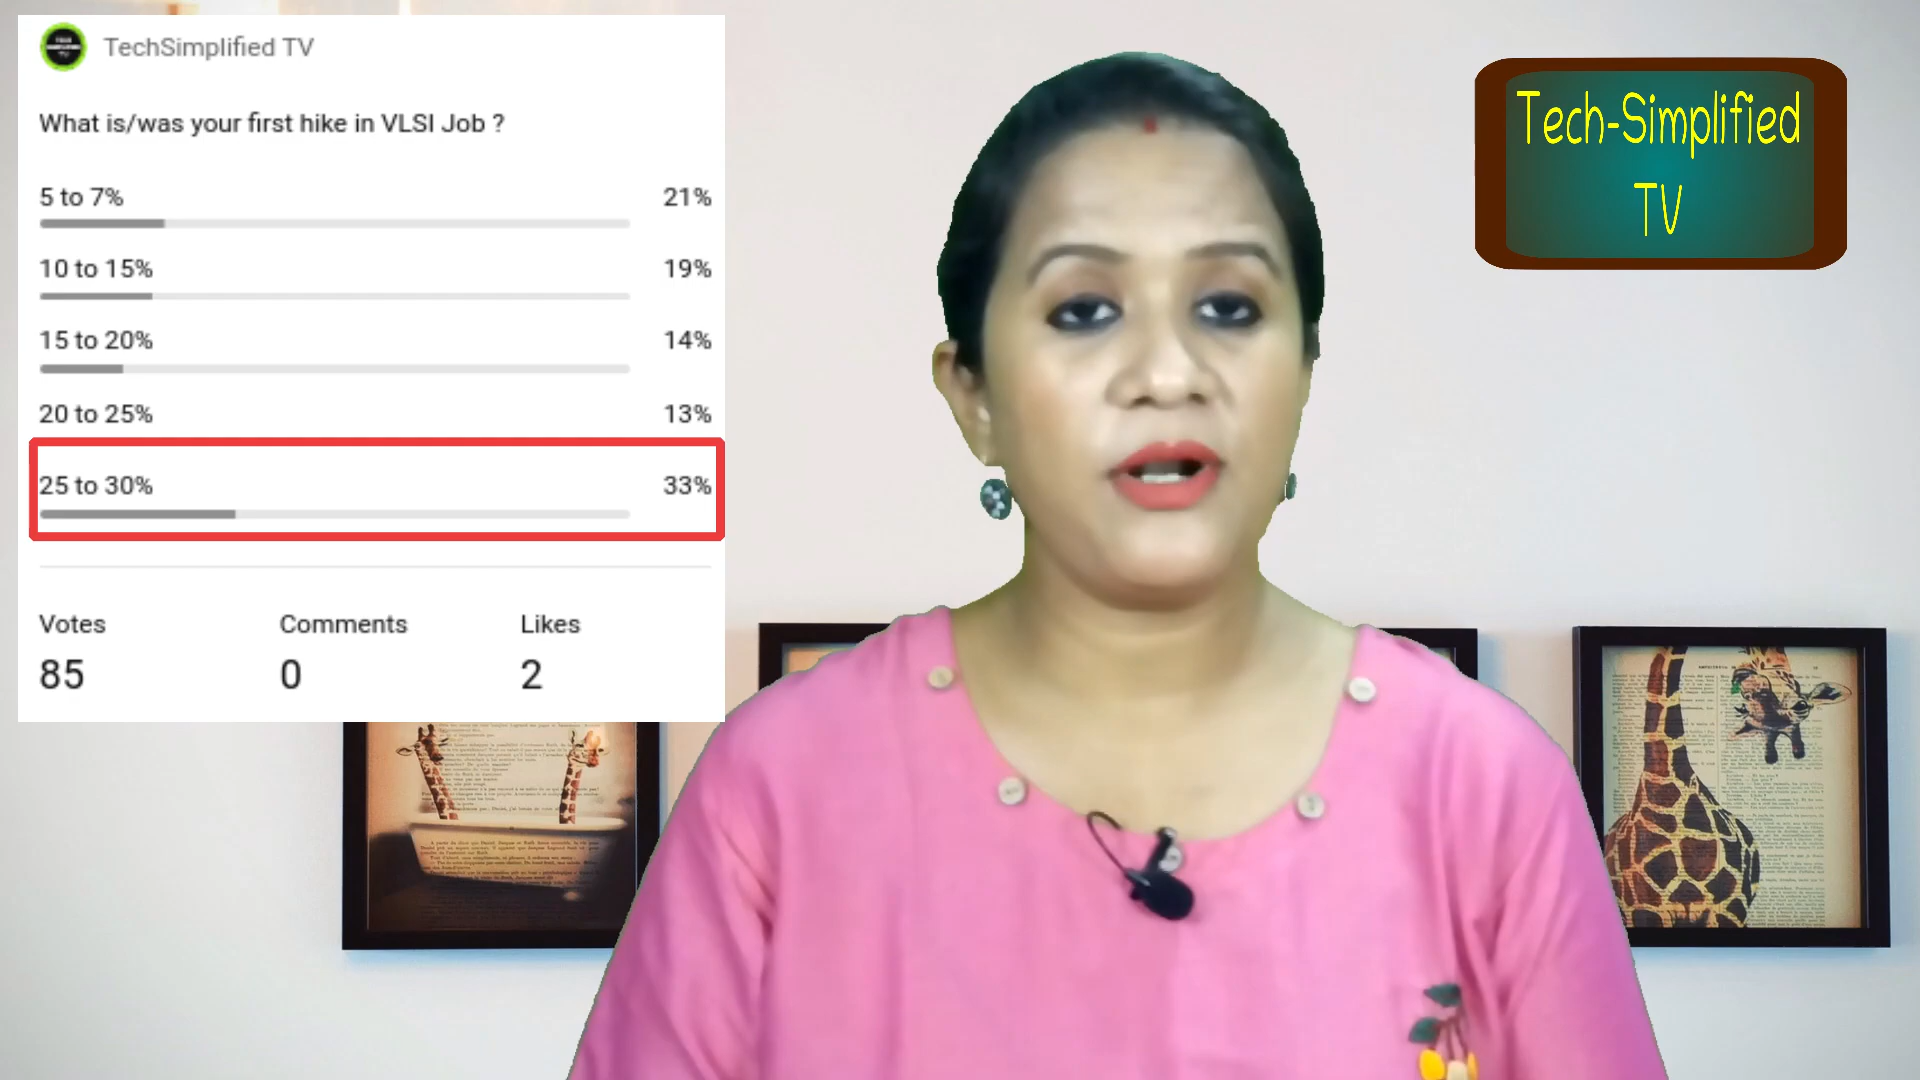 TechSimplified TV
What is/was your first hike in VLSI Job ?
5 to 7% 21%
10 to 15% 19%
15 to 20% 14%
20 to 25% 13%
25 to 30% 33%
Votes Comments Likes
85 0 2
Tech-Simplified
TV